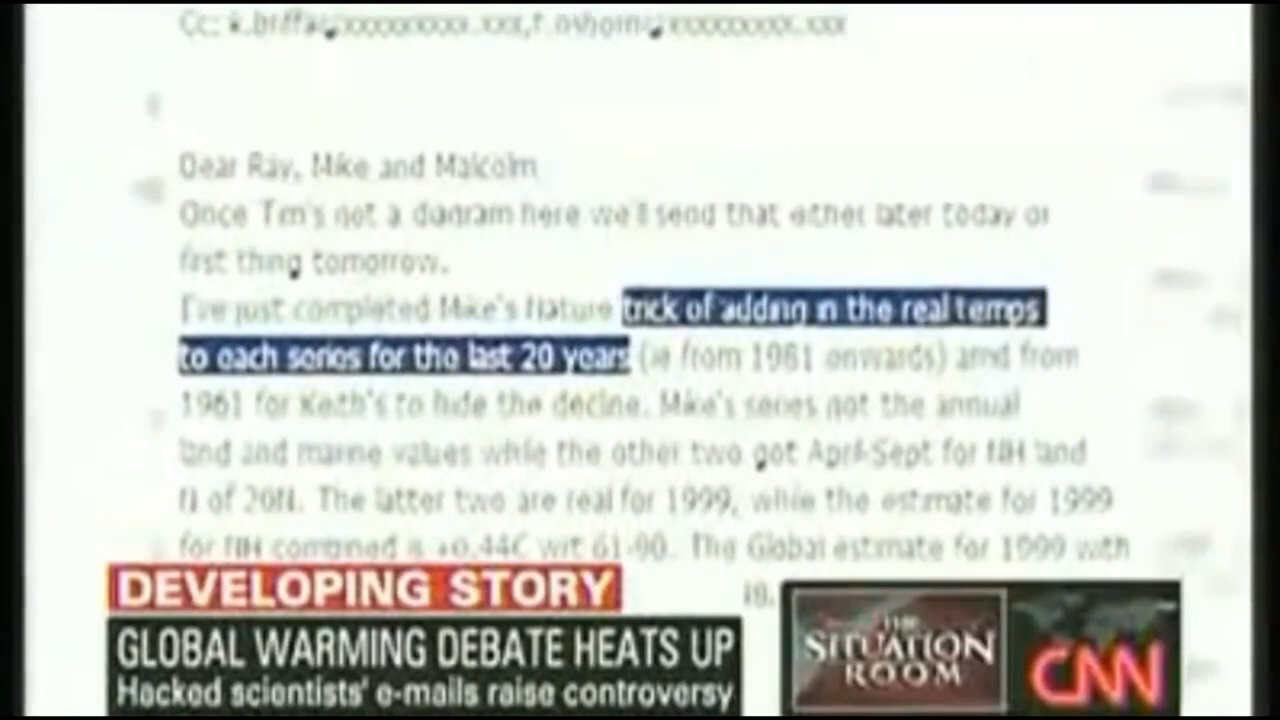 Dear Ray, Mike and Malcolm
Once Tim's got a diagram here we'll send that either later today or
first thing tomorrow.
I've just completed Mike's Nature trick of adding in the real temps
to each series for the last 20 years (ie from 1981 onwards) amd from
1961 for Keith's to hide the decline. Mike's series got the annual
land and marine values while the other two got April-Sept for NH land
N of 20N. The latter two are real for 1999, while the estimate for 1999
for NH combined is +0.44C wrt 61-90. The Global estimate for 1999 with
DEVELOPING STORY
GLOBAL WARMING DEBATE HEATS UP
Hacked scientists' e-mails raise controversy
THE
SITUATION
ROOM
CNN